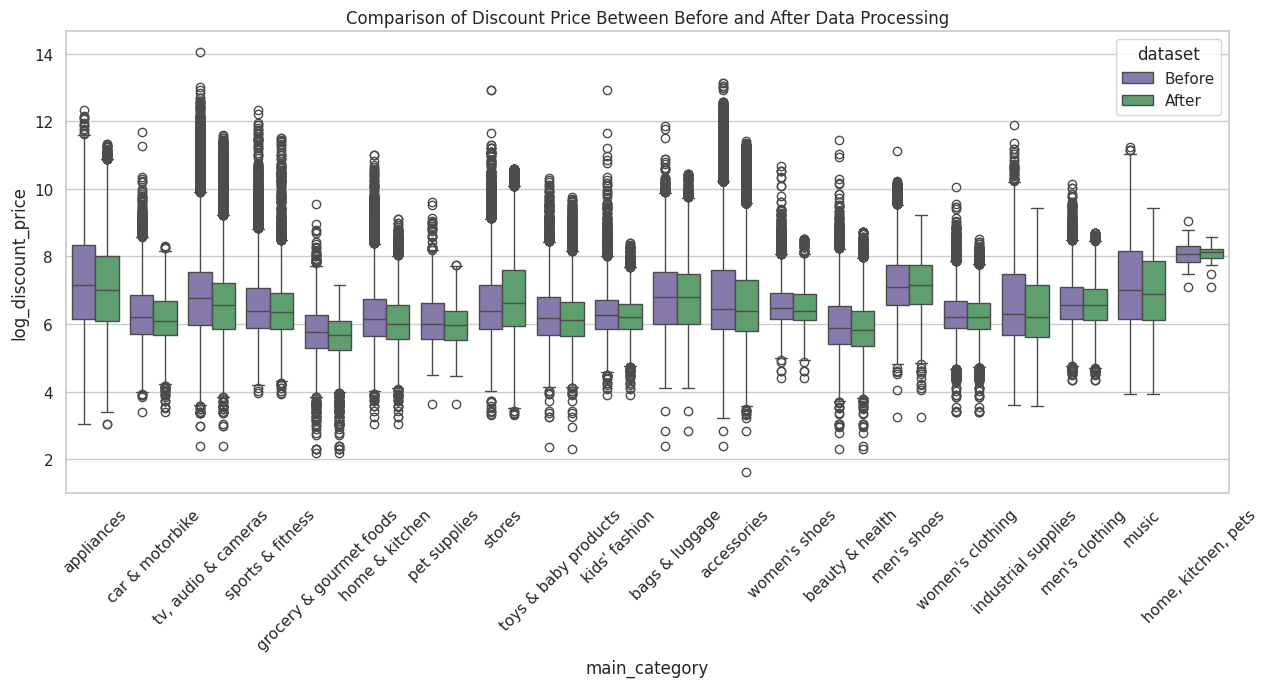 Comparison of Discount Price Between Before and After Data Processing
log_discount_price
14
12
10
8
6
4
2
dataset
Before
After
appliances
car & motorbike
tv, audio & cameras
sports & fitness
grocery & gourmet foods
home & kitchen
pet supplies
stores
toys & baby products
kids' fashion
bags & luggage
accessories
women's shoes
beauty & health
men's shoes
women's clothing
industrial supplies
men's clothing
music
home, kitchen, pets
main_category